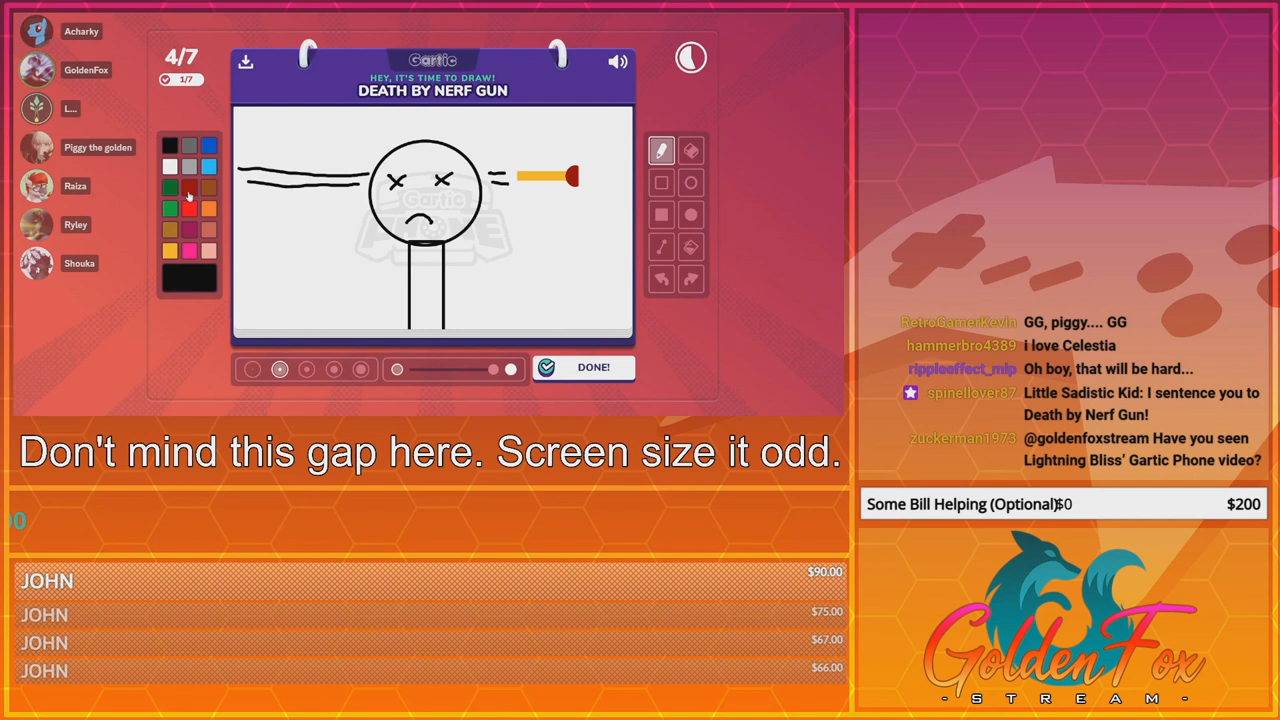 Acharky
GoldenFox
L...
Piggy the golden
Raiza
Ryley
Shouka
4/7
1/7
Gartic
HEY, IT'S TIME TO DRAW!
DEATH BY NERF GUN
Gartic
PHONE
DONE!
Don't mind this gap here. Screen size it odd.
00
JOHN $90.00
JOHN $75.00
JOHN $67.00
JOHN $66.00
RetroGamerKevin GG, piggy.... GG
hammerbro4389 i love Celestia
rippleeffect_mlp Oh boy, that will be hard...
spinellover87 Little Sadistic Kid: I sentence you to
Death by Nerf Gun!
zuckerman1973 @goldenfoxstream Have you seen
Lightning Bliss’ Gartic Phone video?
Some Bill Helping (Optional)$0 $200
GoldenFox
- STREAM -